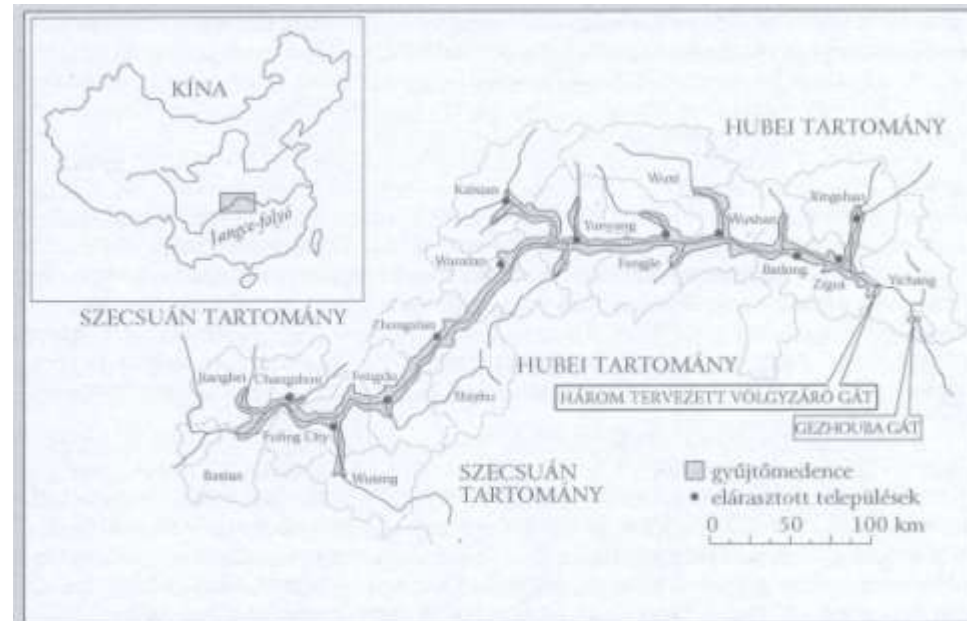 KÍNA
Jangce-folyó
HUBEI TARTOMÁNY
SZECSUÁN TARTOMÁNY
Wuxi
Xingshan
Kaixian
Yunyang
Wushan
Wanxian
Fengjie
Badong
Zigui
Yichang
Zhongxian
HUBEI TARTOMÁNY
HÁROM TERVEZETT VÖLGYZÁRÓ GÁT
GEZHOUBA GÁT
Jiangbei
Changshou
Fengdu
Shizhu
Fuling City
Wulong
SZECSUÁN
TARTOMÁNY
gyűjtőmedence
elárasztott települések
0 50 100 km